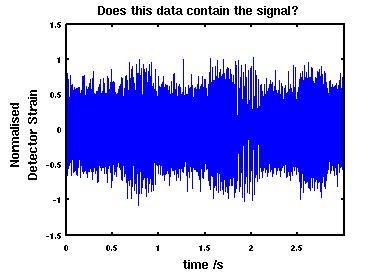 Does this data contain the signal?
1.5
1
0.5
0
-0.5
-1
-1.5
Normalised
Detector Strain
0 0.5 1 1.5 2 2.5
time /s